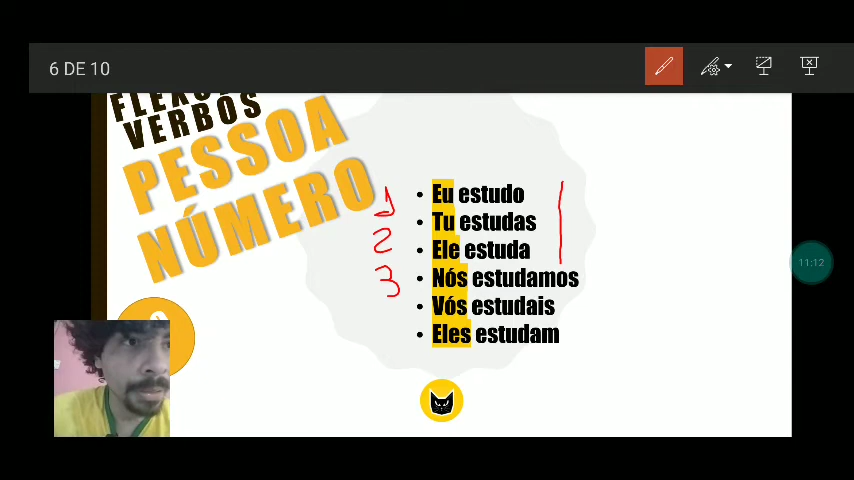 6 DE 10
VERBOS
PESSOA
NÚMERO
1
2
3
• Eu estudo
• Tu estudas
• Ele estuda
• Nós estudamos
• Vós estudais
• Eles estudam
11:12